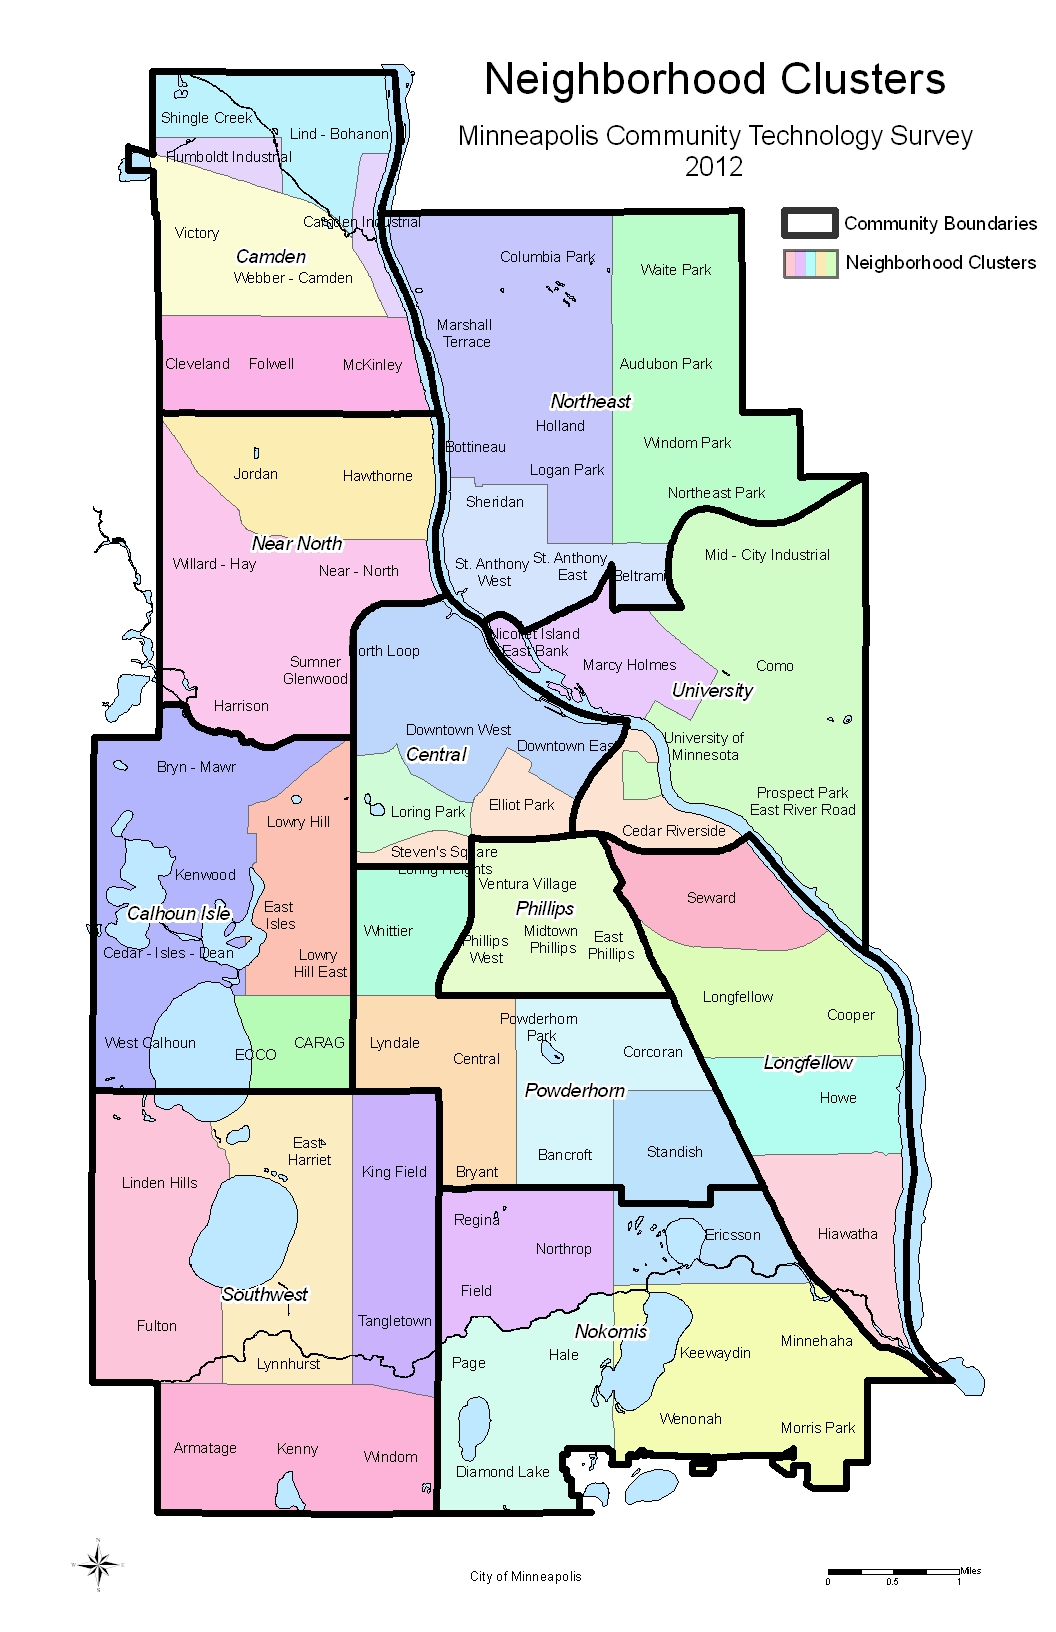 Neighborhood Clusters
Minneapolis Community Technology Survey
2012
Community Boundaries
Neighborhood Clusters
Shingle Creek
Lind - Bohanon
Humboldt Industrial
Camden Industrial
Victory
Camden
Webber - Camden
Cleveland
Folwell
McKinley
Columbia Park
Waite Park
Marshall
Terrace
Audubon Park
Northeast
Holland
Bottineau
Logan Park
Windom Park
Northeast Park
Sheridan
St. Anthony
West
St. Anthony
East
Beltrami
Mid - City Industrial
Jordan
Hawthorne
Near North
Willard - Hay
Near - North
Sumner
Glenwood
Harrison
Nicollet Island
East Bank
Marcy Holmes
Como
University
University of
Minnesota
Prospect Park
East River Road
orth Loop
Downtown West
Downtown Eas
Central
Loring Park
Elliot Park
Steven's Square
Loring Heights
Cedar Riverside
Bryn - Mawr
Lowry Hill
Kenwood
Calhoun Isle
East
Isles
Cedar - Isles - Dean
Lowry
Hill East
West Calhoun
ECCO
CARAG
Whittier
Ventura Village
Phillips
Phillips
West
Midtown
Phillips
East
Phillips
Seward
Longfellow
Cooper
Longfellow
Howe
Hiawatha
Lyndale
Central
Powderhorn
Park
Corcoran
Powderhorn
Bryant
Bancroft
Standish
Linden Hills
East
Harriet
King Field
Southwest
Fulton
Lynnhurst
Tangletown
Armatage
Kenny
Windom
Regina
Northrop
Ericsson
Field
Nokomis
Page
Hale
Keewaydin
Minnehaha
Wenonah
Morris Park
Diamond Lake
N
W
E
S
City of Minneapolis
Miles
0
0.5
1